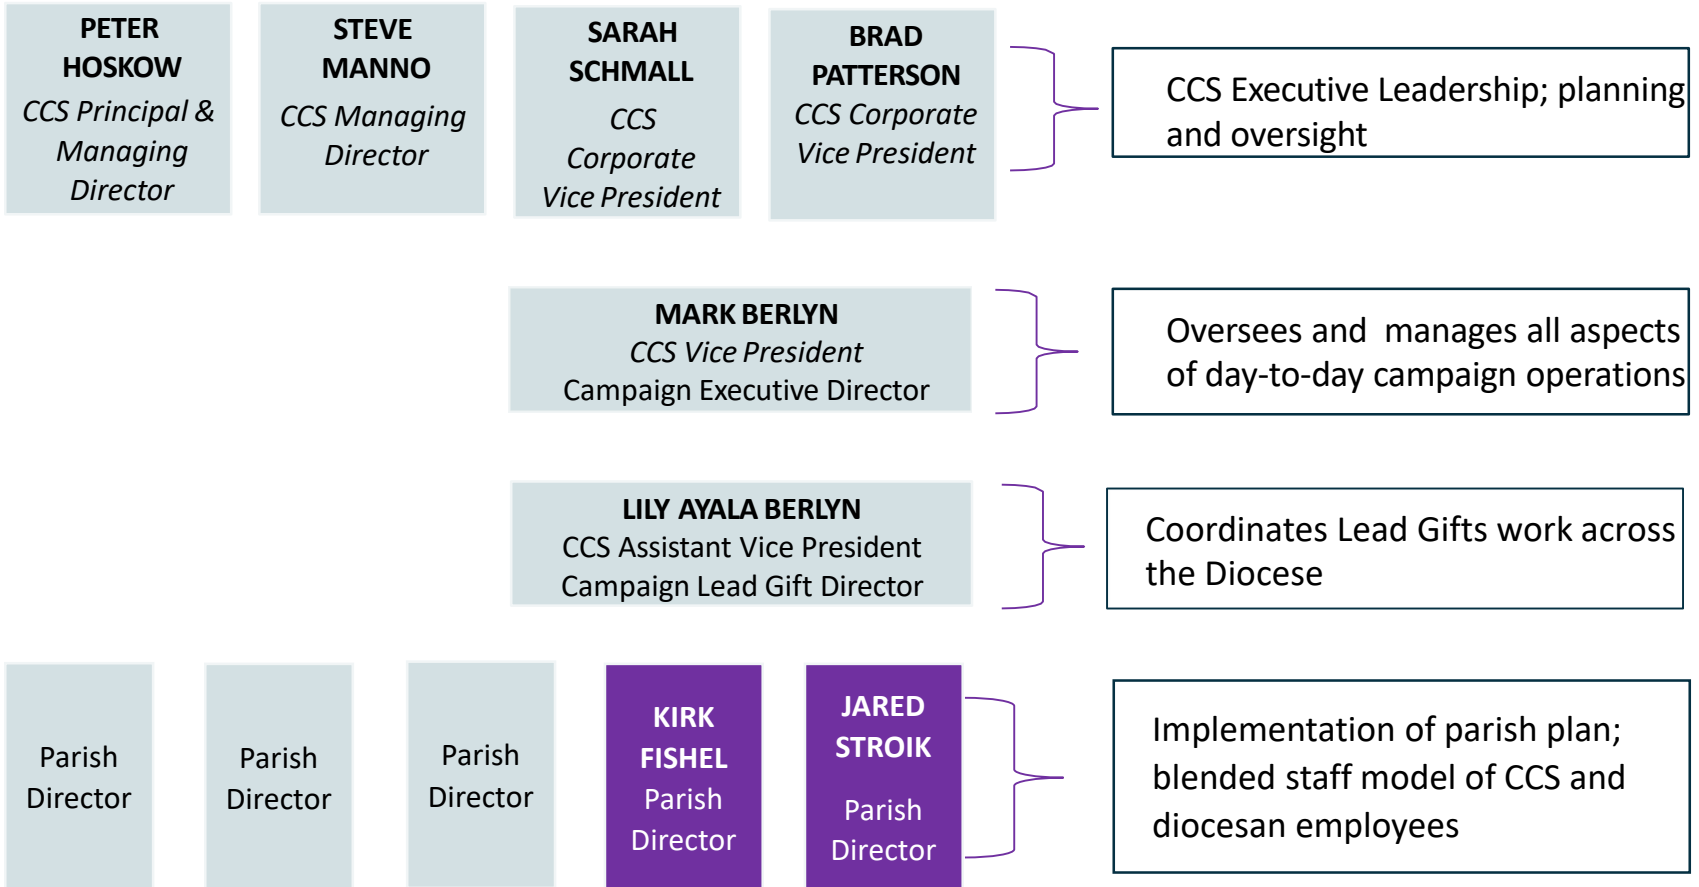 PETER
HOSKOW
CCS Principal &
Managing
Director
STEVE
MANNO
CCS Managing
Director
SARAH
SCHMALL
CCS
Corporate
Vice President
BRAD
PATTERSON
CCS Corporate
Vice President
CCS Executive Leadership; planning
and oversight
MARK BERLYN
CCS Vice President
Campaign Executive Director
Oversees and manages all aspects
of day-to-day campaign operations
LILY AYALA BERLYN
CCS Assistant Vice President
Campaign Lead Gift Director
Coordinates Lead Gifts work across
the Diocese
Parish
Director
Parish
Director
Parish
Director
KIRK
FISHEL
Parish
Director
JARED
STROIK
Parish
Director
Implementation of parish plan;
blended staff model of CCS and
diocesan employees